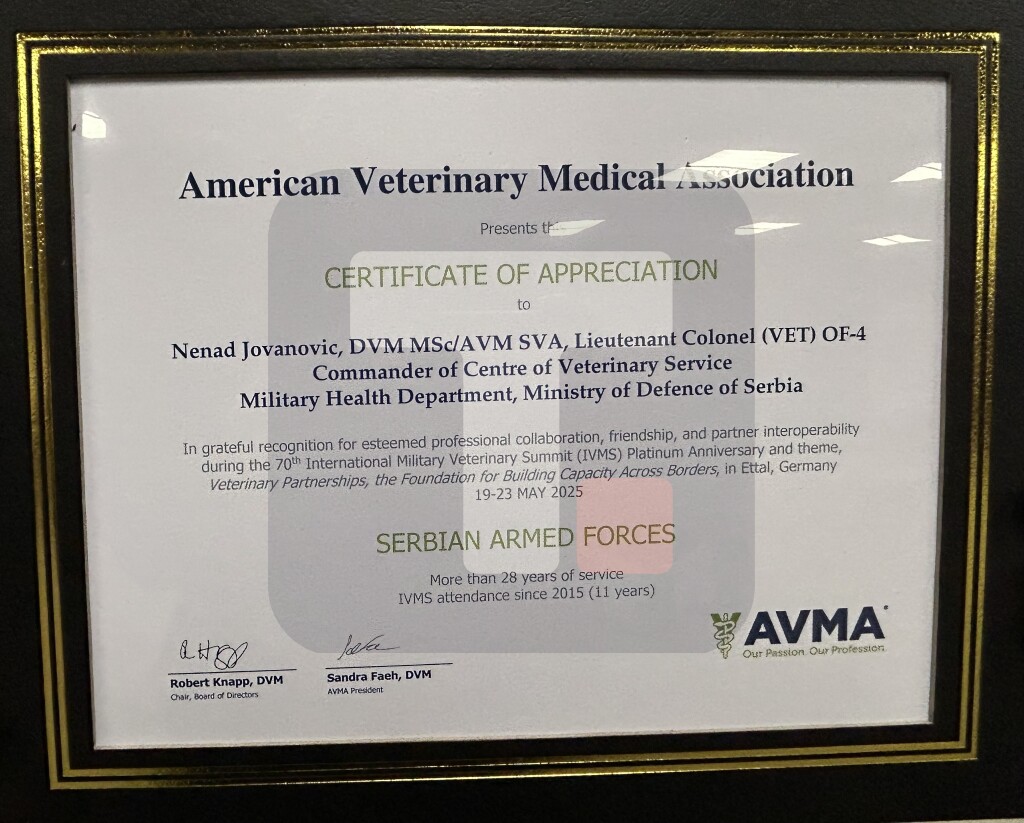 American Veterinary Medical Association
Presents this
CERTIFICATE OF APPRECIATION
to
Nenad Jovanovic, DVM MSc/AVM SVA, Lieutenant Colonel (VET) OF-4
Commander of Centre of Veterinary Service
Military Health Department, Ministry of Defence of Serbia
In grateful recognition for esteemed professional collaboration, friendship, and partner interoperability
during the 70th International Military Veterinary Summit (IVMS) Platinum Anniversary and theme,
Veterinary Partnerships, the Foundation for Building Capacity Across Borders, in Ettal, Germany
19-23 MAY 2025
SERBIAN ARMED FORCES
More than 28 years of service
IVMS attendance since 2015 (11 years)
AVMA
Our Passion. Our Profession.
Robert Knapp, DVM
Chair, Board of Directors
Sandra Faeh, DVM
AVMA President